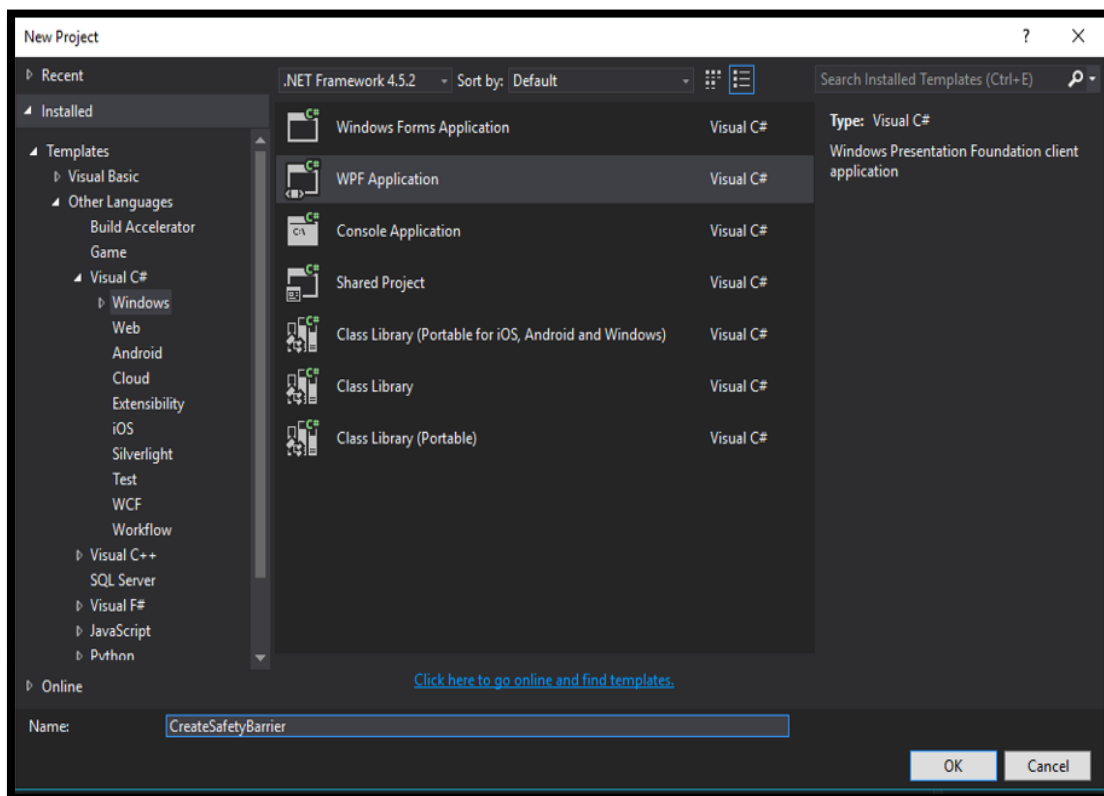 New Project
?
Recent
Installed
Templates
Visual Basic
Other Languages
Build Accelerator
Game
Visual C#
Windows
Web
Android
Cloud
Extensibility
iOS
Silverlight
Test
WCF
Workflow
Visual C++
SQL Server
Visual F#
JavaScript
Python
Online
.NET Framework 4.5.2
Sort by: Default
C# Windows Forms Application Visual C#
C# WPF Application Visual C#
C# C:\ Console Application Visual C#
C# Shared Project Visual C#
C# Class Library (Portable for iOS, Android and Windows) Visual C#
C# Class Library Visual C#
C# Class Library (Portable) Visual C#
Click here to go online and find templates.
Search Installed Templates (Ctrl+E)
Type: Visual C#
Windows Presentation Foundation client
application
Name: CreateSafetyBarrier
OK Cancel